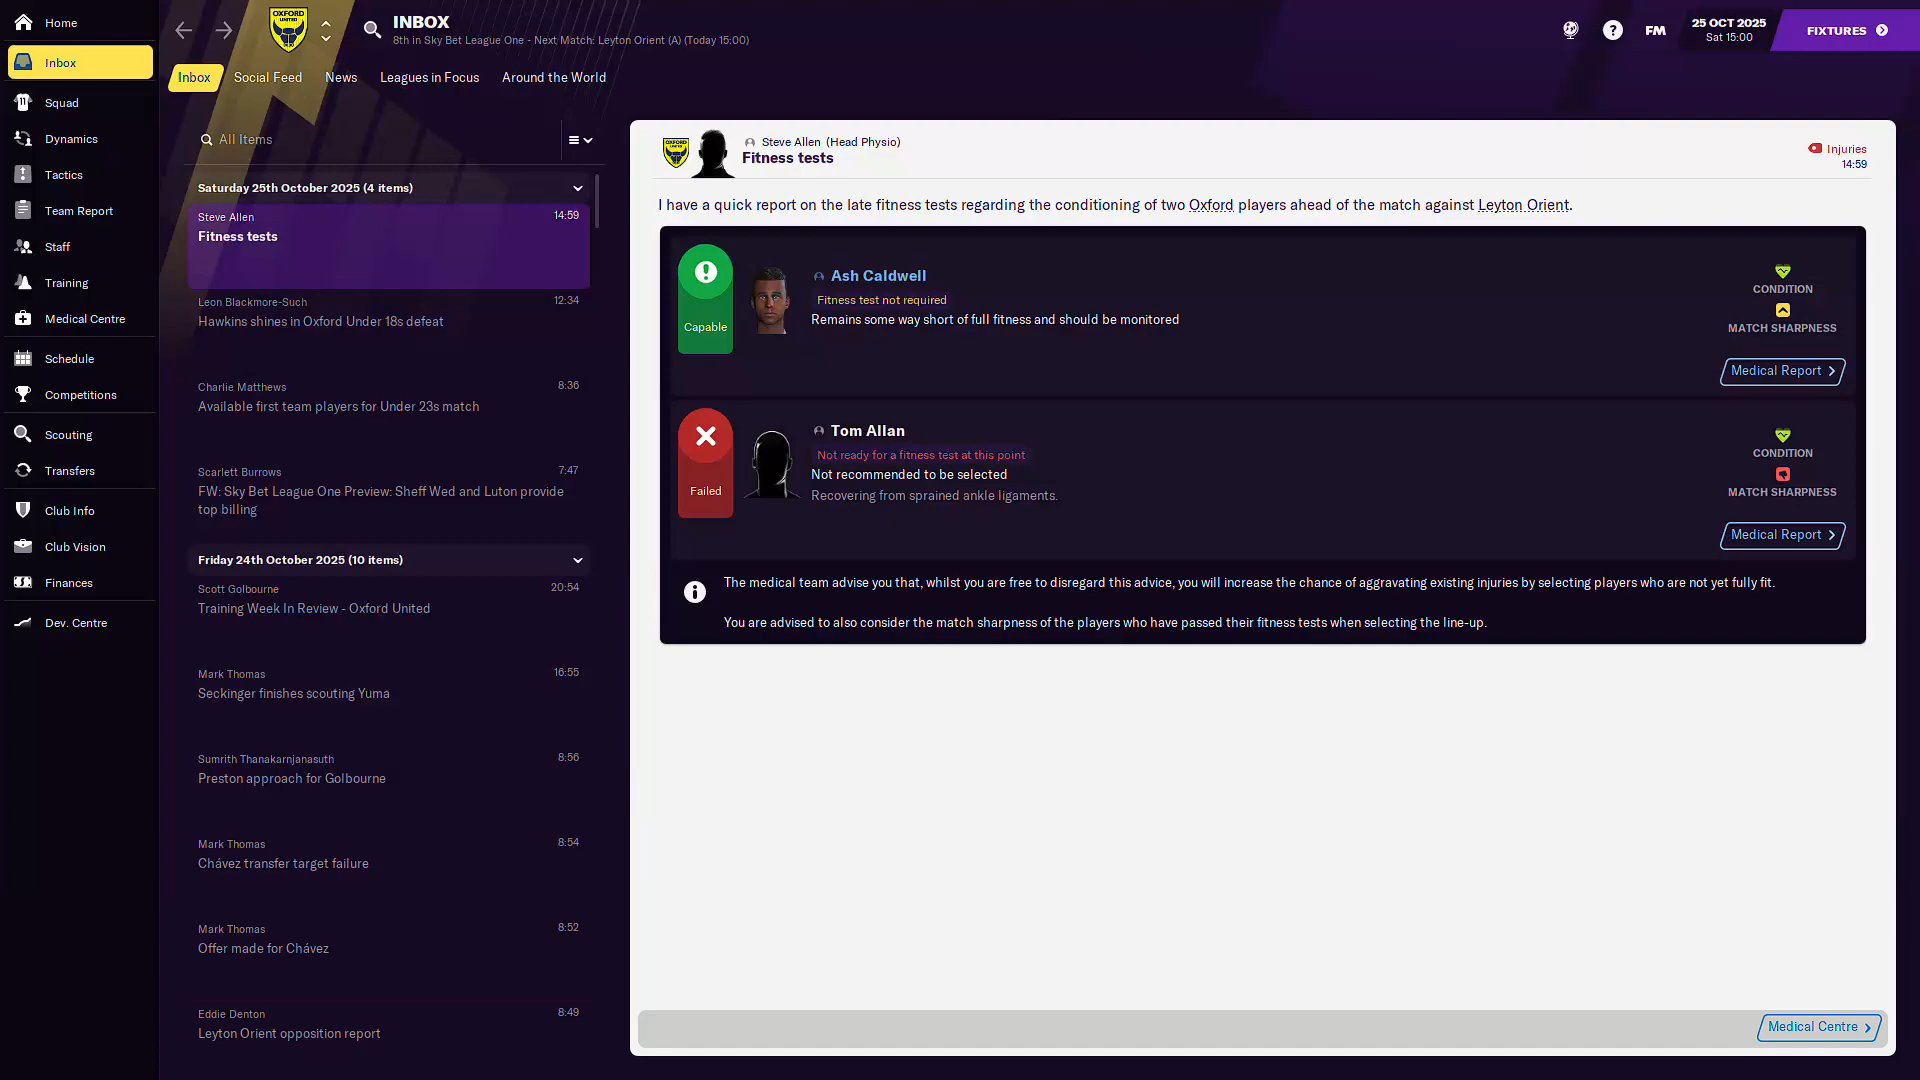 Home
Inbox
Squad
Dynamics
Tactics
Team Report
Staff
Training
Medical Centre
Schedule
Competitions
Scouting
Transfers
Club Info
Club Vision
Finances
Dev. Centre
OXFORD
UNITED
INBOX
8th in Sky Bet League One - Next Match: Leyton Orient (A) (Today 15:00)
FM
25 OCT 2025
Sat 15:00
FIXTURES
Inbox
Social Feed
News
Leagues in Focus
Around the World
All Items
Saturday 25th October 2025 (4 items)
Steve Allen 14:59
Fitness tests
Leon Blackmore-Such 12:34
Hawkins shines in Oxford Under 18s defeat
Charlie Matthews 8:36
Available first team players for Under 23s match
Scarlett Burrows 7:47
FW: Sky Bet League One Preview: Sheff Wed and Luton provide
top billing
Friday 24th October 2025 (10 items)
Scott Golbourne 20:54
Training Week In Review - Oxford United
Mark Thomas 16:55
Seckinger finishes scouting Yuma
Sumrith Thanakarnjanasuth 8:56
Preston approach for Golbourne
Mark Thomas 8:54
Chávez transfer target failure
Mark Thomas 8:52
Offer made for Chávez
Eddie Denton 8:49
Leyton Orient opposition report
OXFORD
UNITED
Steve Allen (Head Physio)
Fitness tests
Injuries
14:59
I have a quick report on the late fitness tests regarding the conditioning of two Oxford players ahead of the match against Leyton Orient.
Capable
Ash Caldwell
Fitness test not required
Remains some way short of full fitness and should be monitored
CONDITION
MATCH SHARPNESS
Medical Report
Failed
Tom Allan
Not ready for a fitness test at this point
Not recommended to be selected
Recovering from sprained ankle ligaments.
CONDITION
MATCH SHARPNESS
Medical Report
The medical team advise you that, whilst you are free to disregard this advice, you will increase the chance of aggravating existing injuries by selecting players who are not yet fully fit.
You are advised to also consider the match sharpness of the players who have passed their fitness tests when selecting the line-up.
Medical Centre